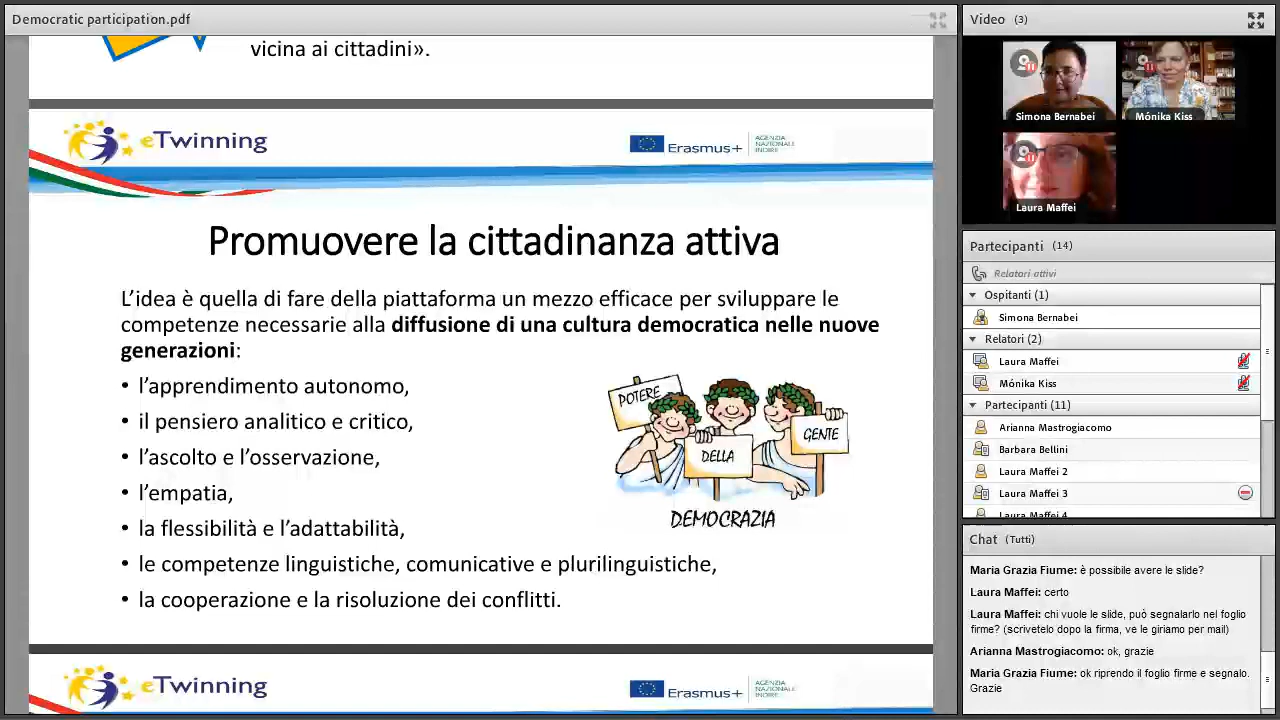 Democratic participation.pdf
vicina ai cittadini».
eTwinning
Erasmus+
AGENZIA
NAZIONALE
INDIRE
Promuovere la cittadinanza attiva
L’idea è quella di fare della piattaforma un mezzo efficace per sviluppare le
competenze necessarie alla diffusione di una cultura democratica nelle nuove
generazioni:
• l’apprendimento autonomo,
• il pensiero analitico e critico,
• l’ascolto e l’osservazione,
• l’empatia,
• la flessibilità e l’adattabilità,
• le competenze linguistiche, comunicative e plurilinguistiche,
• la cooperazione e la risoluzione dei conflitti.
POTERE
DELLA
GENTE
DEMOCRAZIA
eTwinning
Erasmus+
AGENZIA
NAZIONALE
INDIRE
Video (3)
Simona Bernabei
Mónika Kiss
Laura Maffei
Partecipanti (14)
Relatori attivi
Ospitanti (1)
Simona Bernabei
Relatori (2)
Laura Maffei
Mónika Kiss
Partecipanti (11)
Arianna Mastrogiacomo
Barbara Bellini
Laura Maffei 2
Laura Maffei 3
Laura Maffei 4
Chat (Tutti)
Maria Grazia Fiume: è possibile avere le slide?
Laura Maffei: certo
Laura Maffei: chi vuole le slide, può segnalarlo nel foglio
firme? (scrivetelo dopo la firma, ve le giriamo per mail)
Arianna Mastrogiacomo: ok, grazie
Maria Grazia Fiume: ok riprendo il foglio firme e segnalo.
Grazie